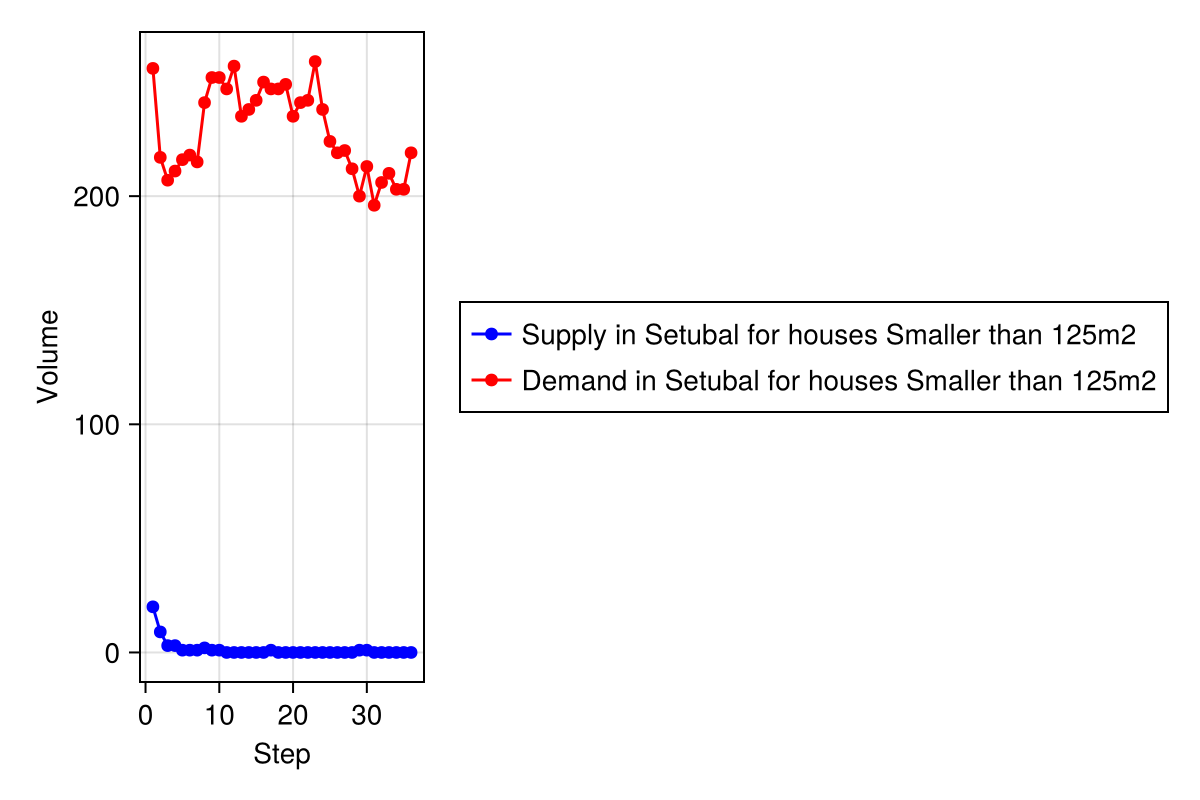 Volume
200
100
0
0 10 20 30
Step
Supply in Setubal for houses Smaller than 125m2
Demand in Setubal for houses Smaller than 125m2